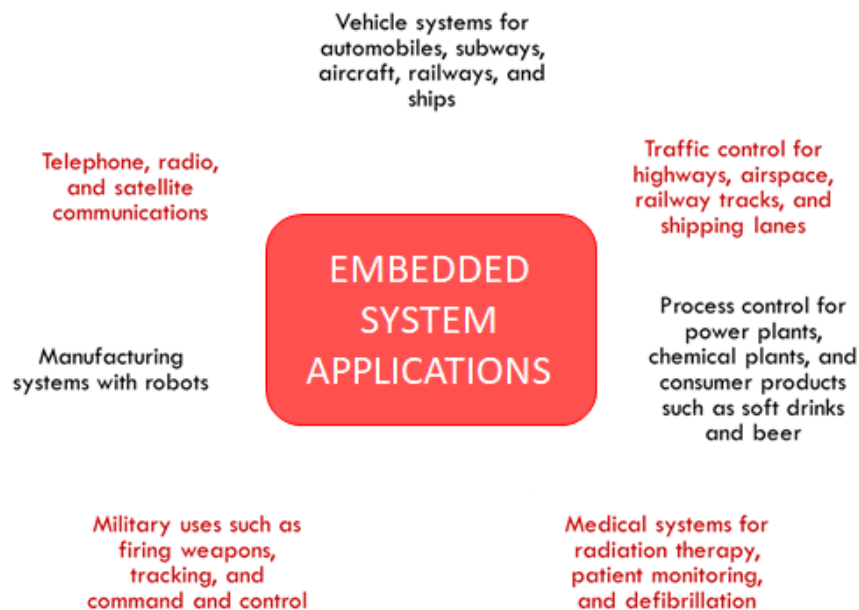 Vehicle systems for
automobiles, subways,
aircraft, railways, and
ships
Telephone, radio,
and satellite
communications
Traffic control for
highways, airspace,
railway tracks, and
shipping lanes
EMBEDDED
SYSTEM
APPLICATIONS
Manufacturing
systems with robots
Process control for
power plants,
chemical plants, and
consumer products
such as soft drinks
and beer
Military uses such as
firing weapons,
tracking, and
command and control
Medical systems for
radiation therapy,
patient monitoring,
and defibrillation